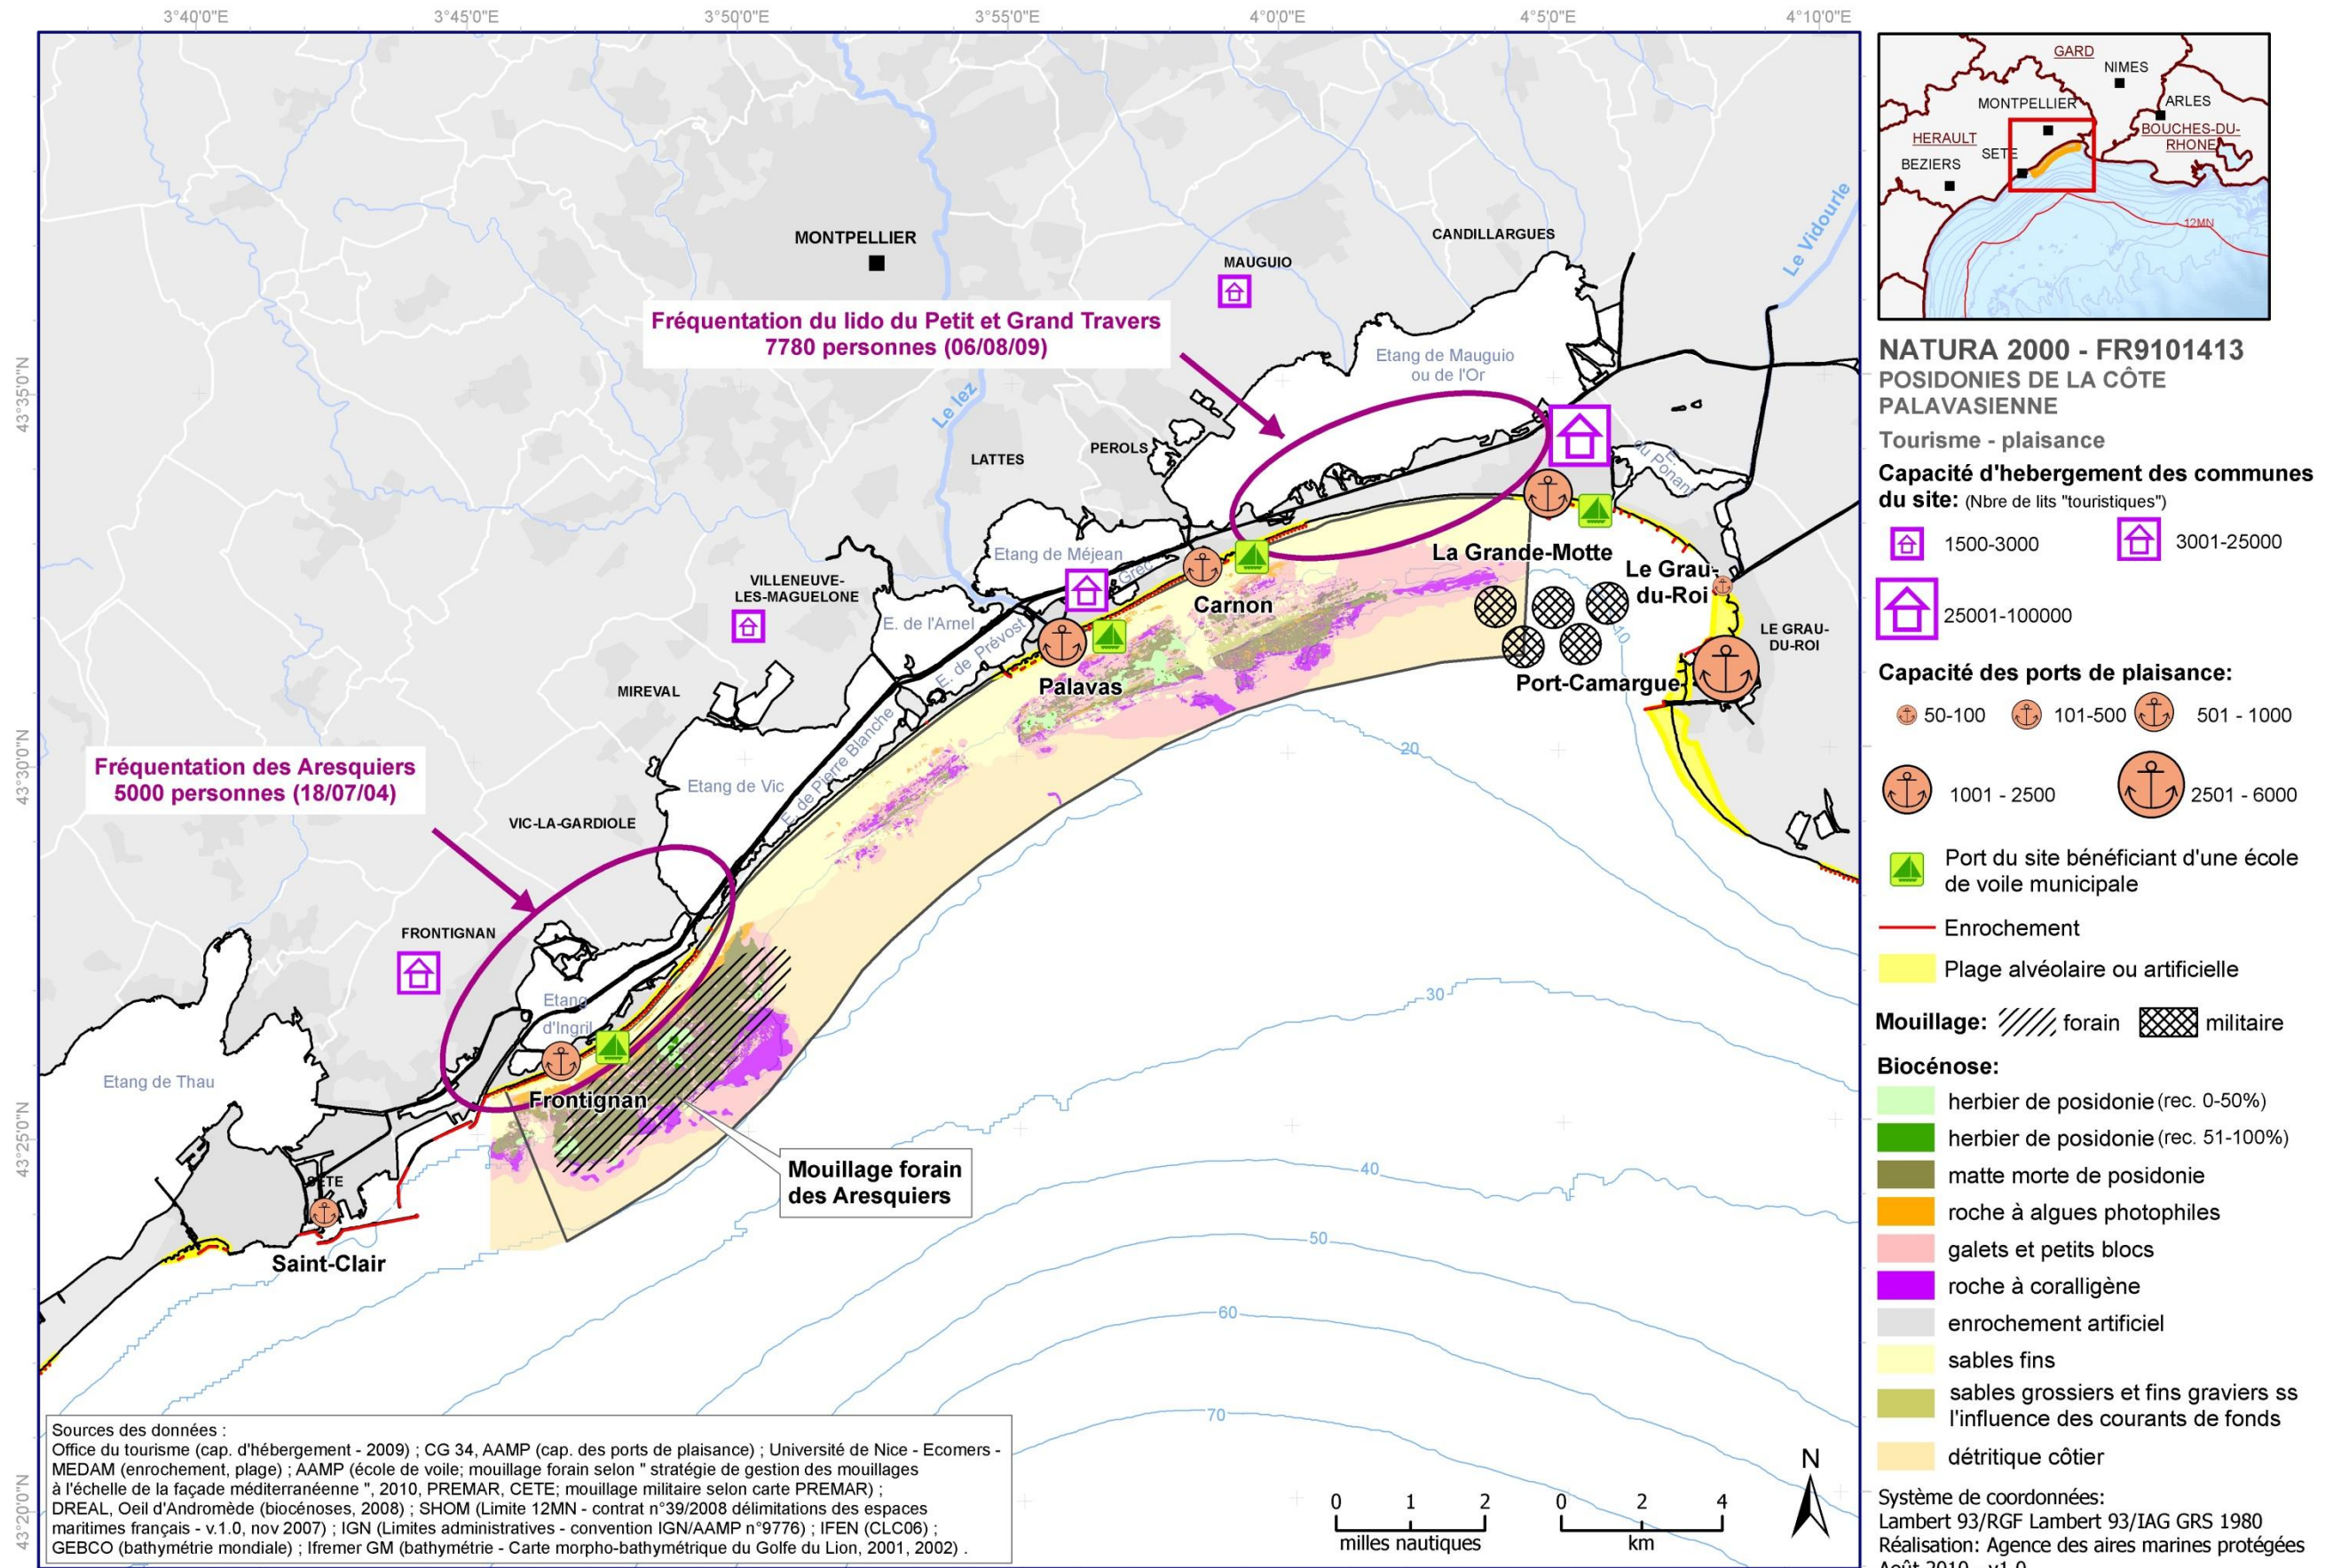 3°40'0"E
3°45'0"E
3°50'0"E
3°55'0"E
4°0'0"E
4°5'0"E
4°10'0"E
43°35'0"N
43°30'0"N
43°25'0"N
43°20'0"N
MONTPELLIER
MAUGUIO
CANDILLARGUES
Le Vidourle
Fréquentation du lido du Petit et Grand Travers
7780 personnes (06/08/09)
Etang de Mauguio
ou de l'Or
Le lez
LATTES
PEROLS
E.
du Ponant
Etang de Méjean
Grec
La Grande-Motte
Le Grau-
du-Roi
VILLENEUVE-
LES-MAGUELONE
E. de l'Arnel
E. de Prévost
Carnon
LE GRAU-
DU-ROI
Palavas
Port-Camargue
MIREVAL
E. de Pierre Blanche
Etang de Vic
Fréquentation des Aresquiers
5000 personnes (18/07/04)
VIC-LA-GARDIOLE
FRONTIGNAN
Etang
d'Ingril
Etang de Thau
Frontignan
Mouillage forain
des Aresquiers
SETE
Saint-Clair
10
20
30
40
50
60
70
Sources des données :
Office du tourisme (cap. d'hébergement - 2009) ; CG 34, AAMP (cap. des ports de plaisance) ; Université de Nice - Ecomers -
MEDAM (enrochement, plage) ; AAMP (école de voile; mouillage forain selon " stratégie de gestion des mouillages
à l'échelle de la façade méditerranéenne ", 2010, PREMAR, CETE; mouillage militaire selon carte PREMAR) ;
DREAL, Oeil d'Andromède (biocénoses, 2008) ; SHOM (Limite 12MN - contrat n°39/2008 délimitations des espaces
maritimes français - v.1.0, nov 2007) ; IGN (Limites administratives - convention IGN/AAMP n°9776) ; IFEN (CLC06) ;
GEBCO (bathymétrie mondiale) ; Ifremer GM (bathymétrie - Carte morpho-bathymétrique du Golfe du Lion, 2001, 2002) .
0 1 2
milles nautiques
0 2 4
km
N
GARD
NIMES
MONTPELLIER
ARLES
BOUCHES-DU-
RHONE
HERAULT
SETE
BEZIERS
12MN
NATURA 2000 - FR9101413
POSIDONIES DE LA CÔTE
PALAVASIENNE
Tourisme - plaisance
Capacité d'hebergement des communes
du site: (Nbre de lits "touristiques")
1500-3000
3001-25000
25001-100000
Capacité des ports de plaisance:
50-100
101-500
501 - 1000
1001 - 2500
2501 - 6000
Port du site bénéficiant d'une école
de voile municipale
Enrochement
Plage alvéolaire ou artificielle
Mouillage: forain militaire
Biocénose:
herbier de posidonie (rec. 0-50%)
herbier de posidonie (rec. 51-100%)
matte morte de posidonie
roche à algues photophiles
galets et petits blocs
roche à coralligène
enrochement artificiel
sables fins
sables grossiers et fins graviers ss
l'influence des courants de fonds
détritique côtier
Système de coordonnées:
Lambert 93/RGF Lambert 93/IAG GRS 1980
Réalisation: Agence des aires marines protégées
Août 2010 - v1.0